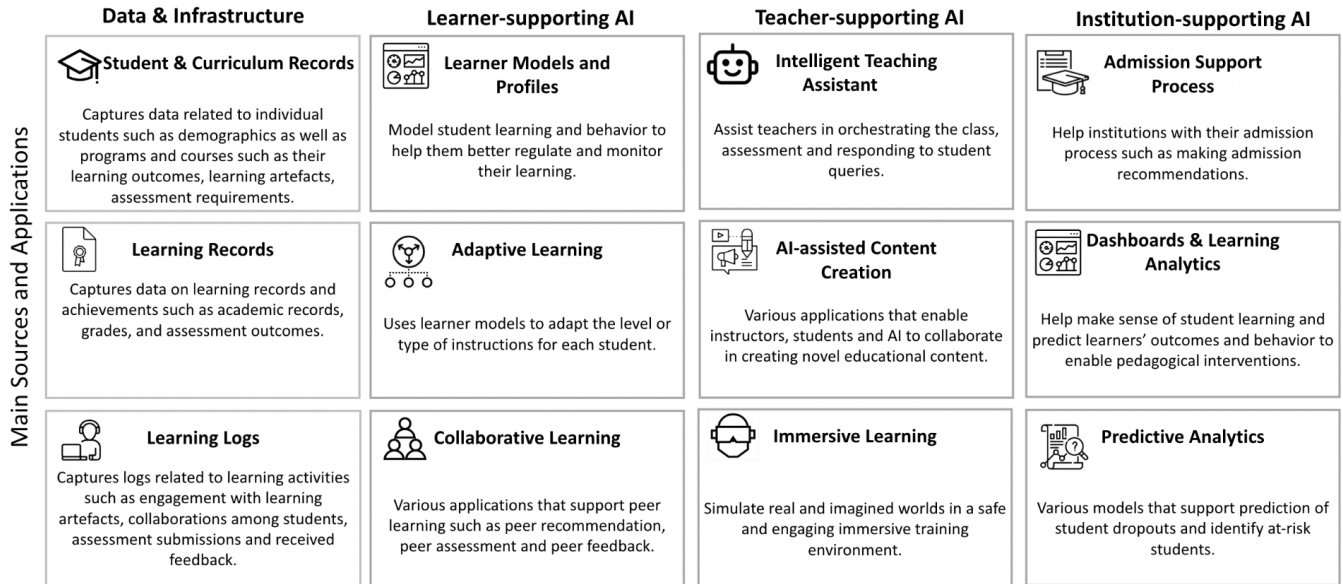 Data & Infrastructure
Learner-supporting AI
Teacher-supporting AI
Institution-supporting AI
Main Sources and Applications
Student & Curriculum Records
Captures data related to individual
students such as demographics as well as
programs and courses such as their
learning outcomes, learning artefacts,
assessment requirements.
Learner Models and
Profiles
Model student learning and behavior to
help them better regulate and monitor
their learning.
Intelligent Teaching
Assistant
Assist teachers in orchestrating the class,
assessment and responding to student
queries.
Admission Support
Process
Help institutions with their admission
process such as making admission
recommendations.
Learning Records
Captures data on learning records and
achievements such as academic records,
grades, and assessment outcomes.
Adaptive Learning
Uses learner models to adapt the level or
type of instructions for each student.
AI-assisted Content
Creation
Various applications that enable
instructors, students and AI to collaborate
in creating novel educational content.
Dashboards & Learning
Analytics
Help make sense of student learning and
predict learners’ outcomes and behavior to
enable pedagogical interventions.
Learning Logs
Captures logs related to learning activities
such as engagement with learning
artefacts, collaborations among students,
assessment submissions and received
feedback.
Collaborative Learning
Various applications that support peer
learning such as peer recommendation,
peer assessment and peer feedback.
Immersive Learning
Simulate real and imagined worlds in a safe
and engaging immersive training
environment.
Predictive Analytics
Various models that support prediction of
student dropouts and identify at-risk
students.